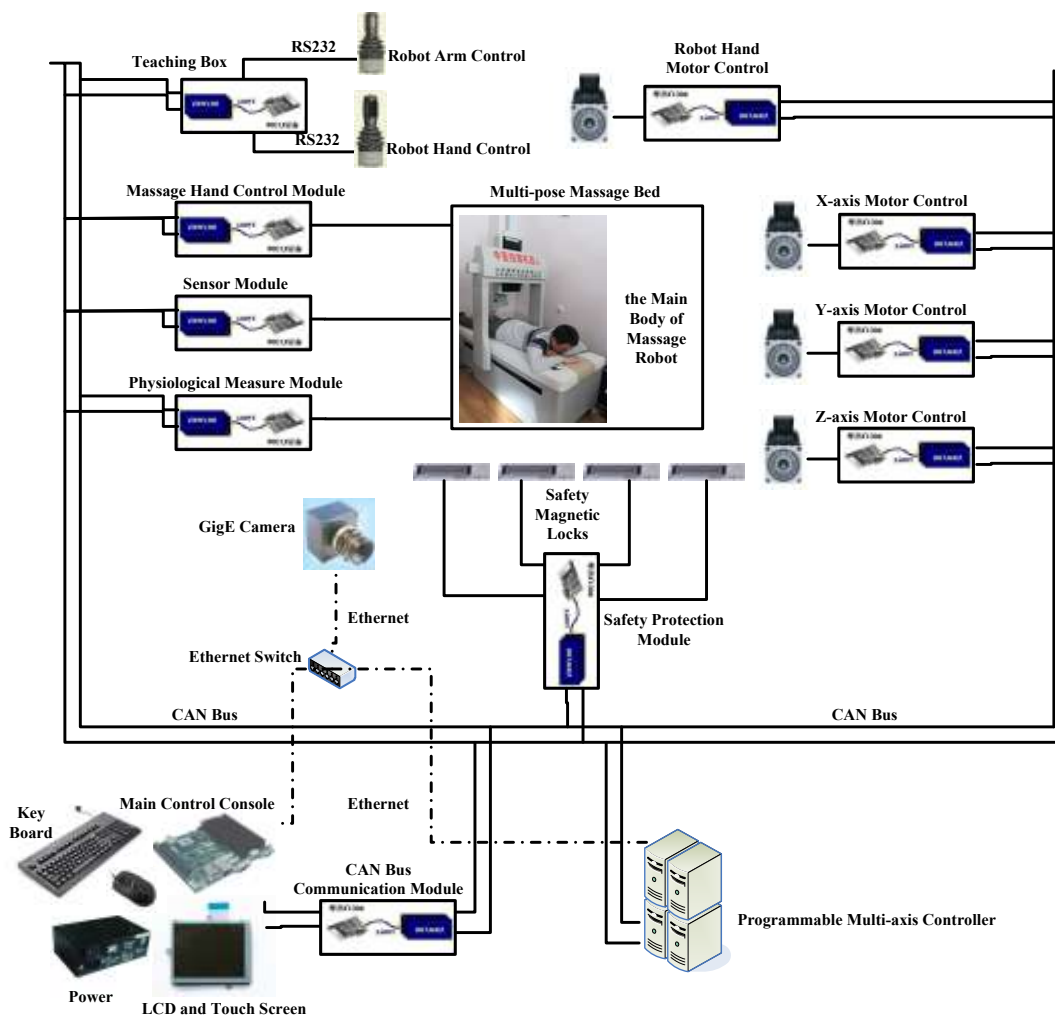 Teaching Box
RS232
Robot Arm Control
RS232
Robot Hand Control
Robot Hand
Motor Control
Massage Hand Control Module
Multi-pose Massage Bed
X-axis Motor Control
Sensor Module
the Main
Body of
Massage
Robot
Y-axis Motor Control
Physiological Measure Module
Z-axis Motor Control
Safety
Magnetic
Locks
GigE Camera
Ethernet
Safety Protection
Module
Ethernet Switch
CAN Bus
CAN Bus
Ethernet
Main Control Console
Key
Board
CAN Bus
Communication Module
Programmable Multi-axis Controller
Power
LCD and Touch Screen